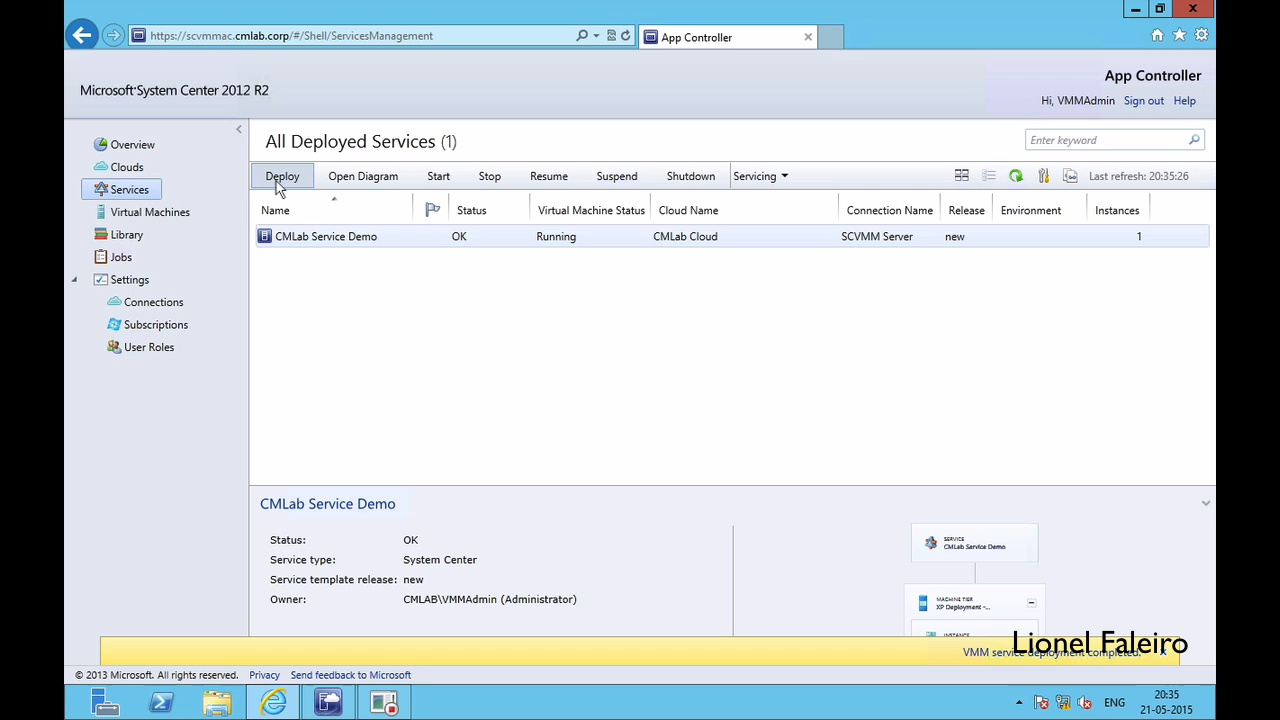 https://scvmmac.cmlab.corp/#/Shell/ServicesManagement
App Controller
Microsoft System Center 2012 R2
App Controller
Hi, VMMAdmin Sign out Help
Overview
Clouds
Services
Virtual Machines
Library
Jobs
Settings
Connections
Subscriptions
User Roles
All Deployed Services (1)
Enter keyword
Deploy Open Diagram Start Stop Resume Suspend Shutdown Servicing Last refresh: 20:35:26
Name Status Virtual Machine Status Cloud Name Connection Name Release Environment Instances
CMLab Service Demo OK Running CMLab Cloud SCVMM Server new 1
CMLab Service Demo
Status: OK
Service type: System Center
Service template release: new
Owner: CMLAB\VMMAdmin (Administrator)
SERVICE
CMLab Service Demo
MACHINE TIER
XP Deployment -...
INSTANCE
Lionel Faleiro
VMM service deployment completed.
© 2013 Microsoft. All rights reserved. Privacy Send feedback to Microsoft
ENG
20:35
21-05-2015